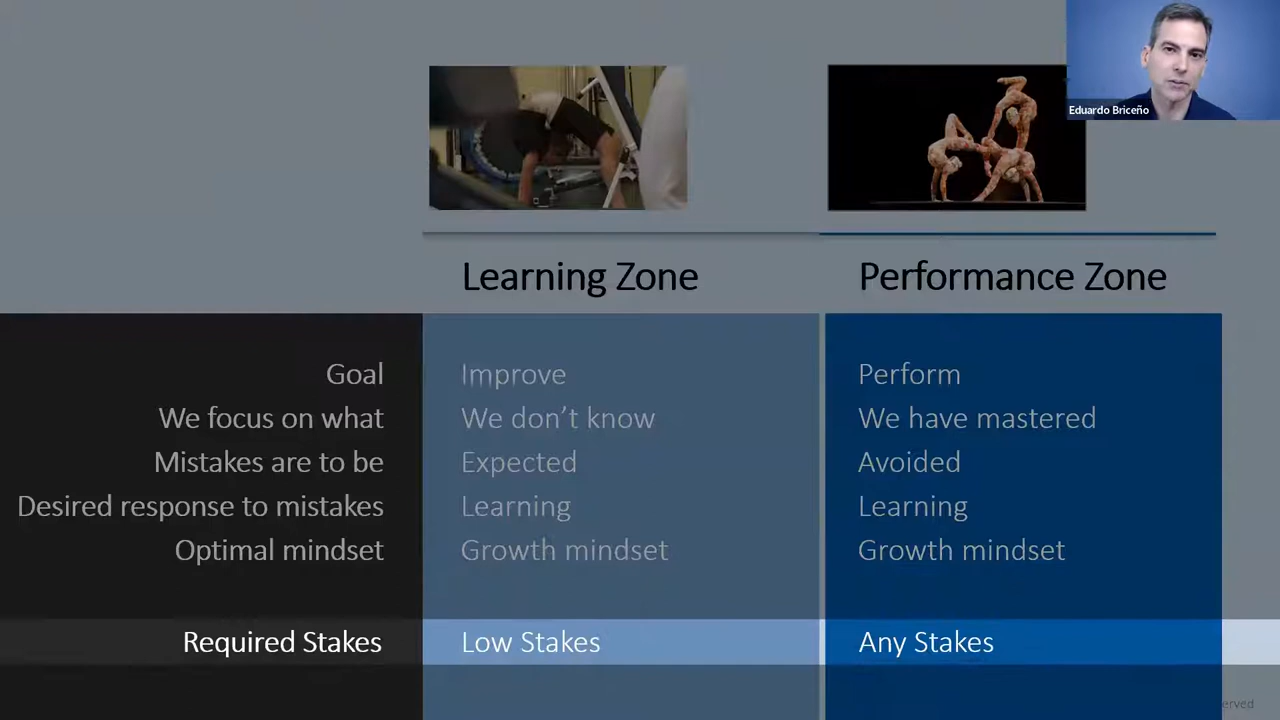 Eduardo Briceño
Learning Zone
Performance Zone
Goal
Improve
Perform
We focus on what
We don’t know
We have mastered
Mistakes are to be
Expected
Avoided
Desired response to mistakes
Learning
Learning
Optimal mindset
Growth mindset
Growth mindset
Required Stakes
Low Stakes
Any Stakes